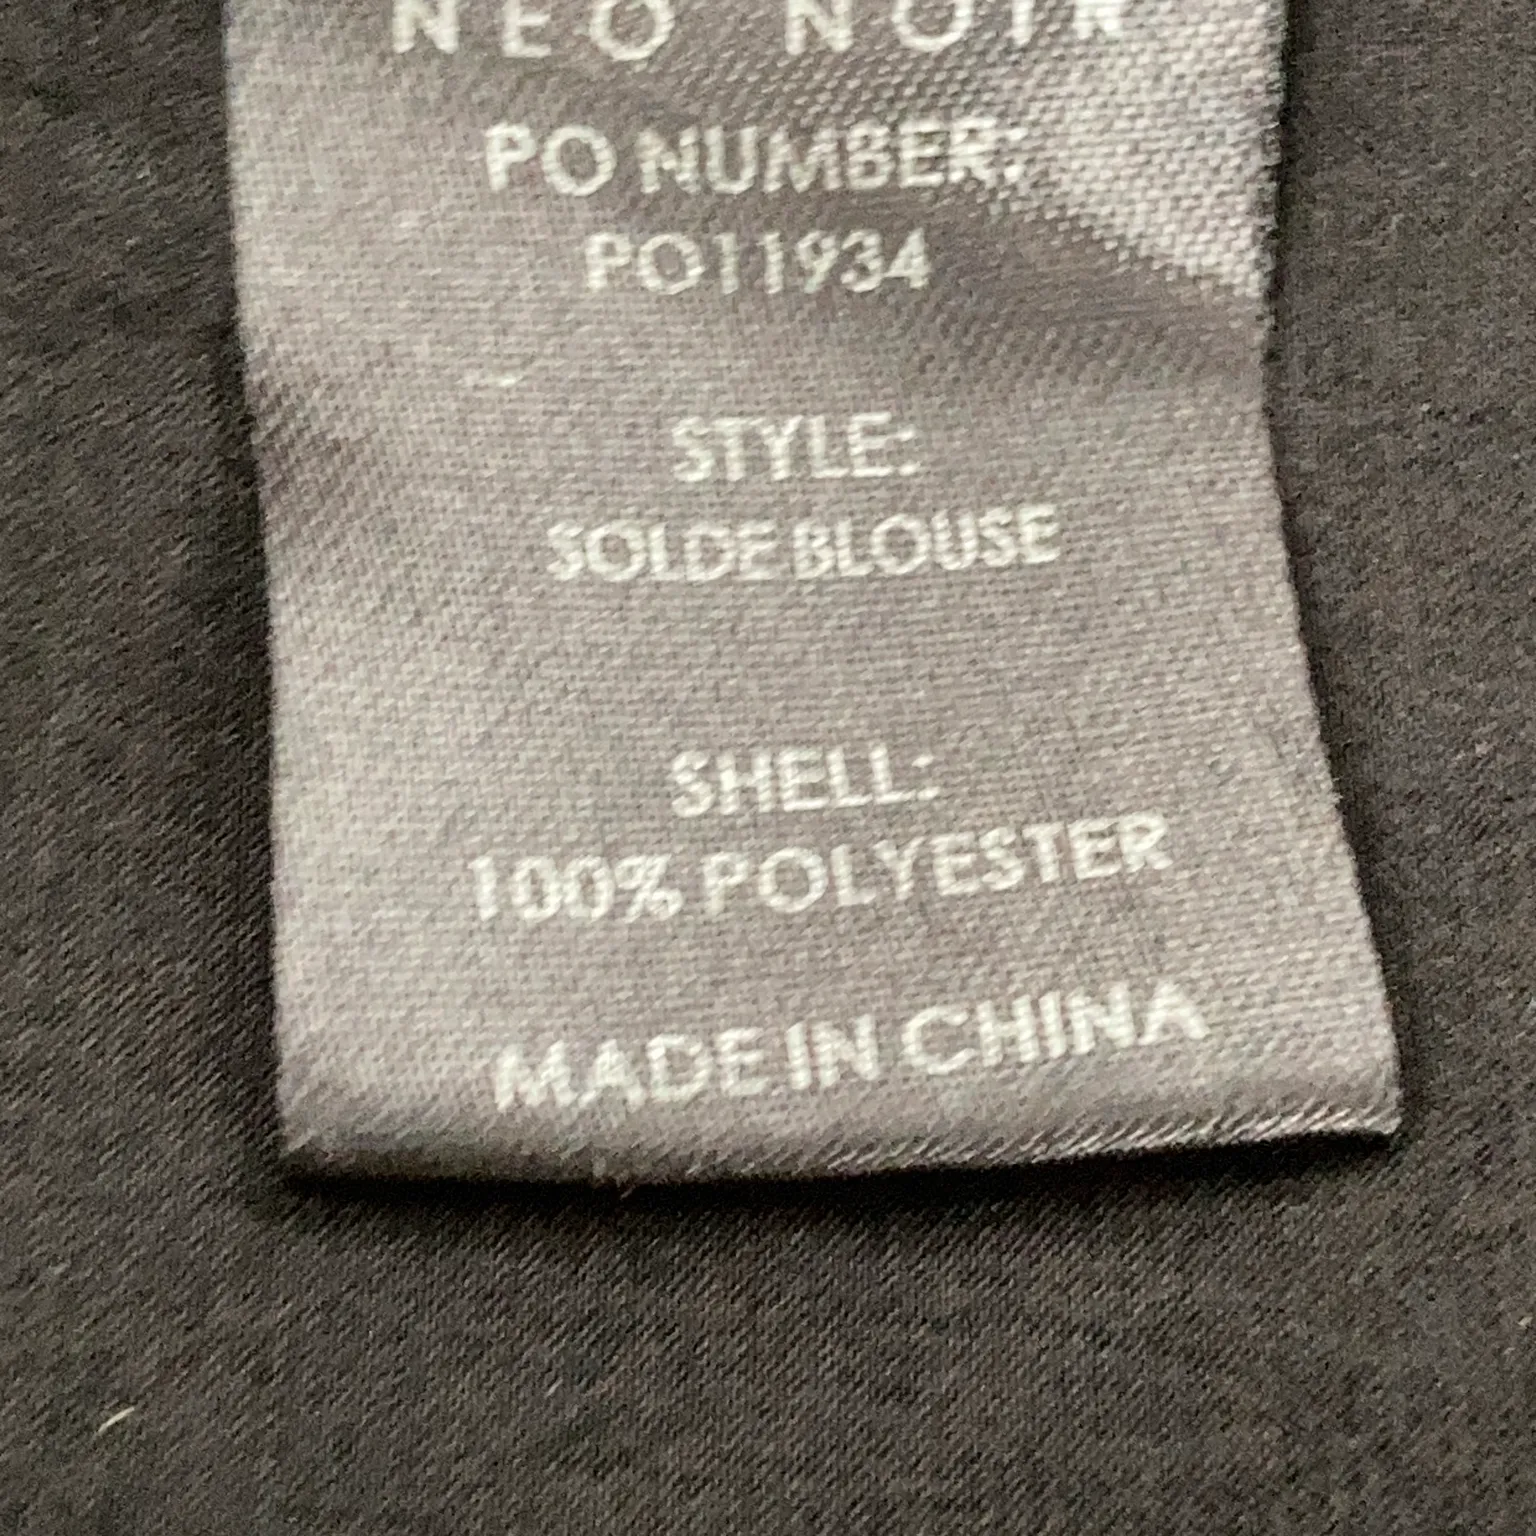 NEO NOIR
PO NUMBER:
PO11934
STYLE:
SOLDE BLOUSE
SHELL:
100% POLYESTER
MADE IN CHINA